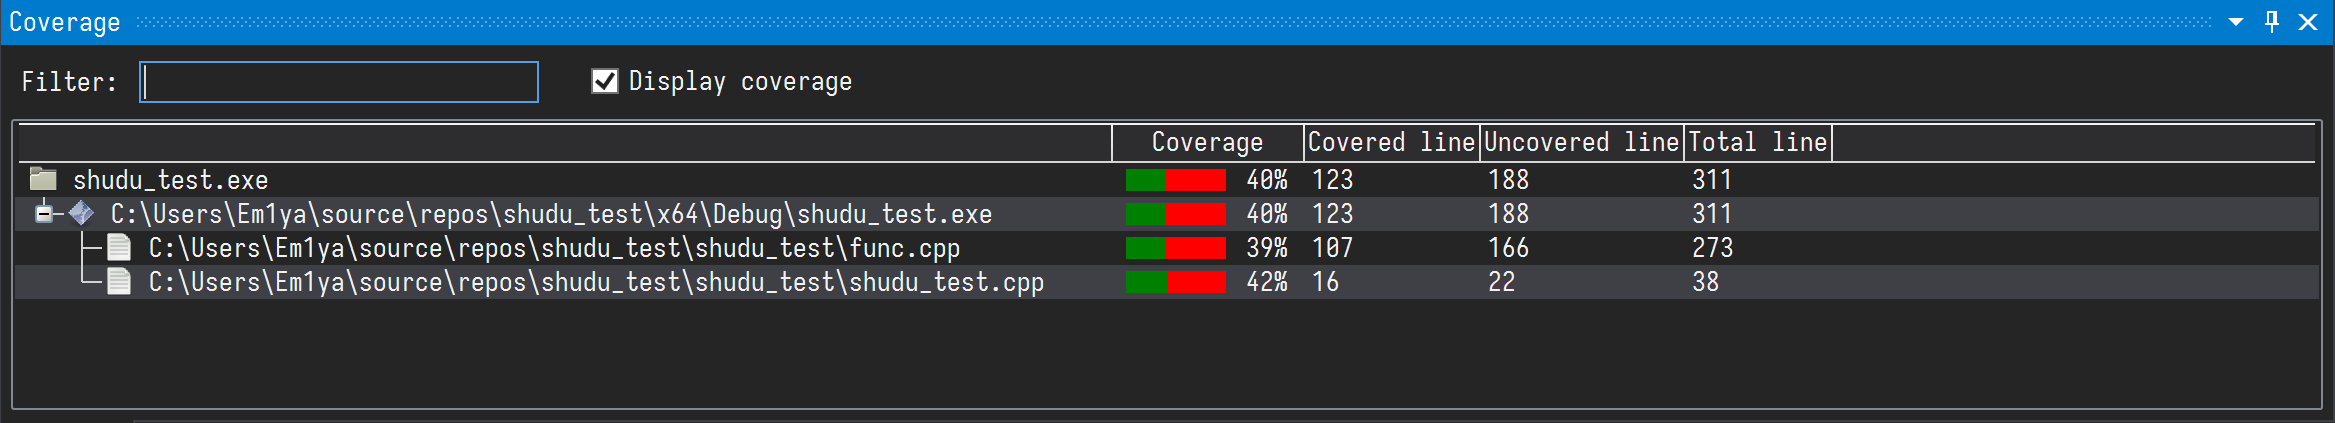 Coverage
Filter: Display coverage
Coverage Covered line Uncovered line Total line
shudu_test.exe 40% 123 188 311
C:\Users\Em1ya\source\repos\shudu_test\x64\Debug\shudu_test.exe 40% 123 188 311
C:\Users\Em1ya\source\repos\shudu_test\shudu_test\func.cpp 39% 107 166 273
C:\Users\Em1ya\source\repos\shudu_test\shudu_test\shudu_test.cpp 42% 16 22 38